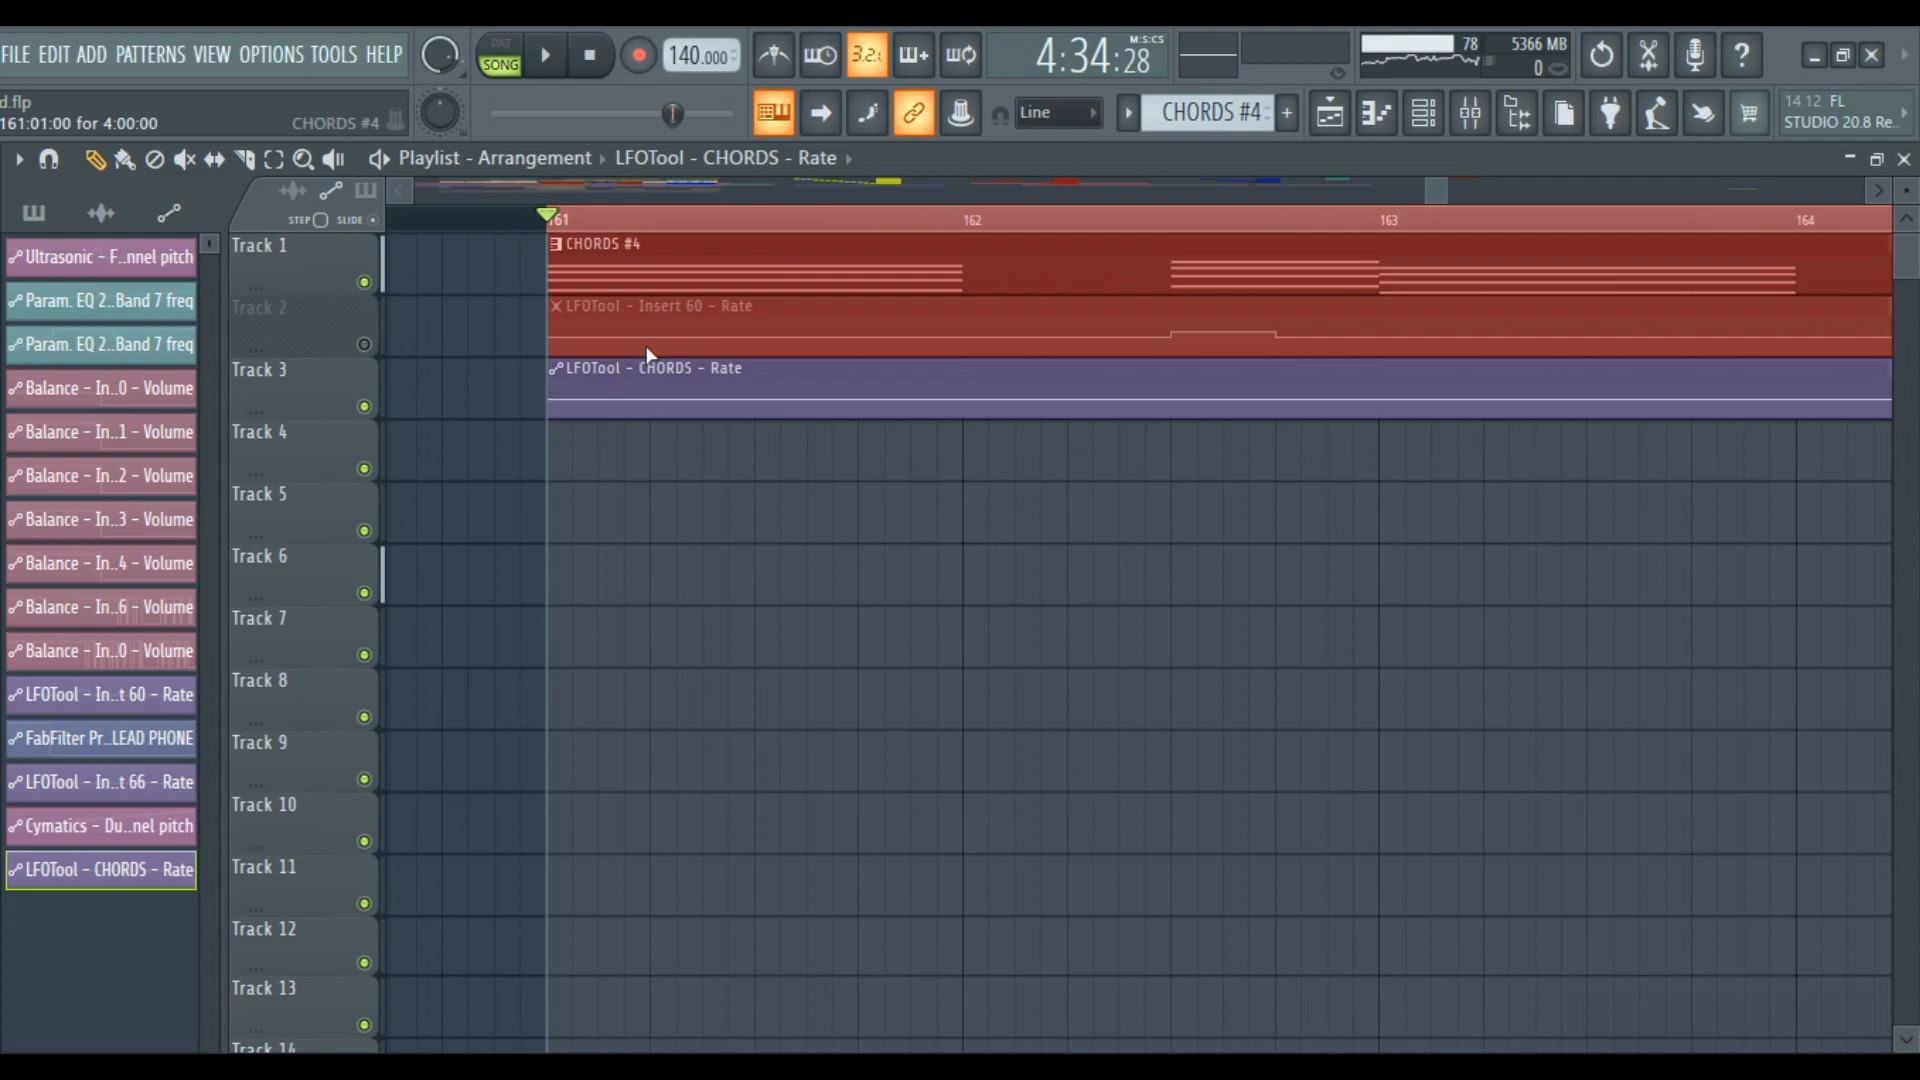 FILE EDIT ADD PATTERNS VIEW OPTIONS TOOLS HELP
PAT
SONG
140.000
3.2.
4:34:28
M:S:CS
78
5366 MB
0
d.flp
161:01:00 for 4:00:00
CHORDS #4
Line
CHORDS #4
+
14.12 FL
STUDIO 20.8 Re..
Playlist - Arrangement › LFOTool - CHORDS - Rate ›
STEP
SLIDE
161
162
163
164
Ultrasonic - F..nnel pitch
Param. EQ 2..Band 7 freq
Param. EQ 2..Band 7 freq
Balance - In..0 - Volume
Balance - In..1 - Volume
Balance - In..2 - Volume
Balance - In..3 - Volume
Balance - In..4 - Volume
Balance - In..6 - Volume
Balance - In..0 - Volume
LFOTool - In..t 60 - Rate
FabFilter Pr..LEAD PHONE
LFOTool - In..t 66 - Rate
Cymatics - Du..nel pitch
LFOTool - CHORDS - Rate
Track 1
CHORDS #4
Track 2
LFOTool - Insert 60 - Rate
Track 3
LFOTool - CHORDS - Rate
Track 4
Track 5
Track 6
Track 7
Track 8
Track 9
Track 10
Track 11
Track 12
Track 13
Track 14